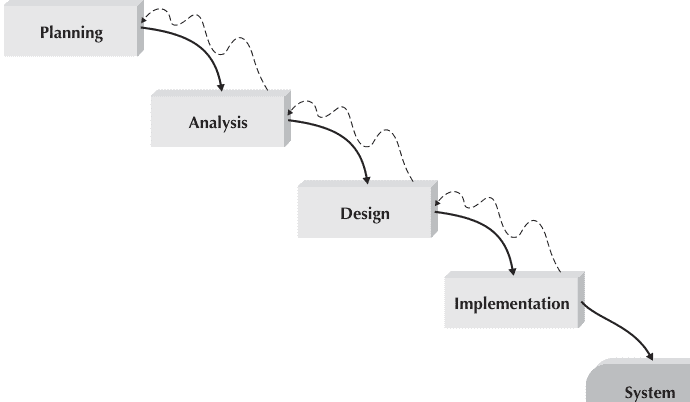 Planning
Analysis
Design
Implementation
System